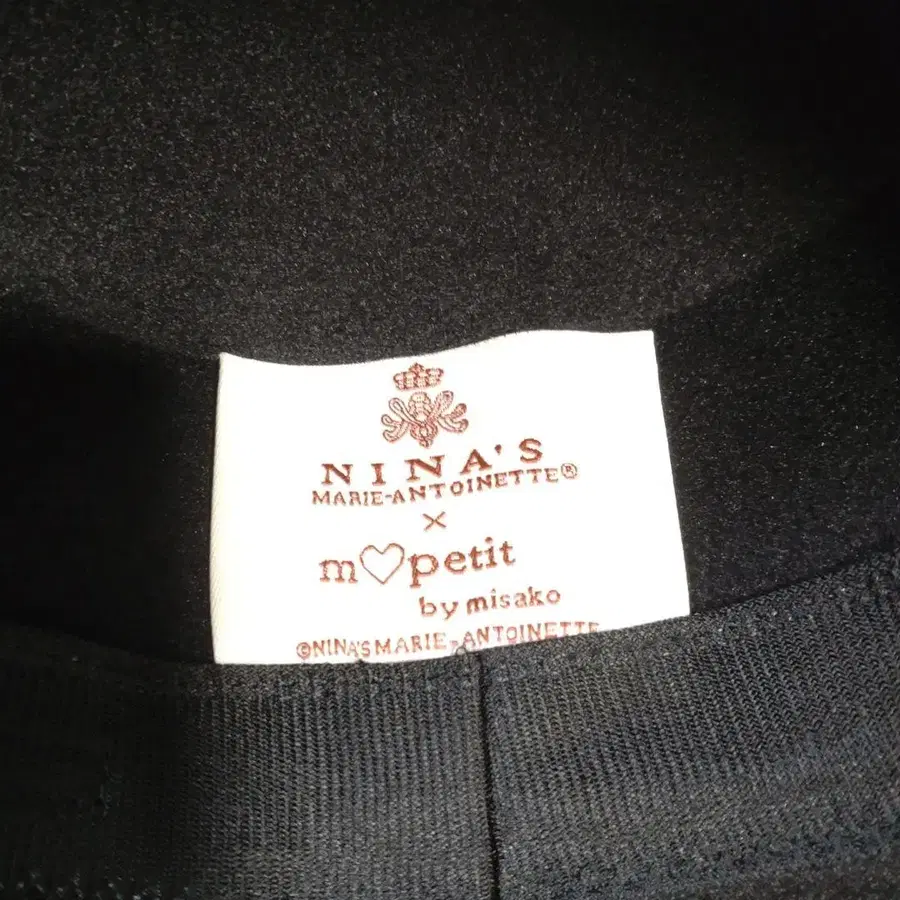 NINA'S
MARIE-ANTOINETTE®
×
m♡petit
by misako
©NINA'S MARIE-ANTOINETTE